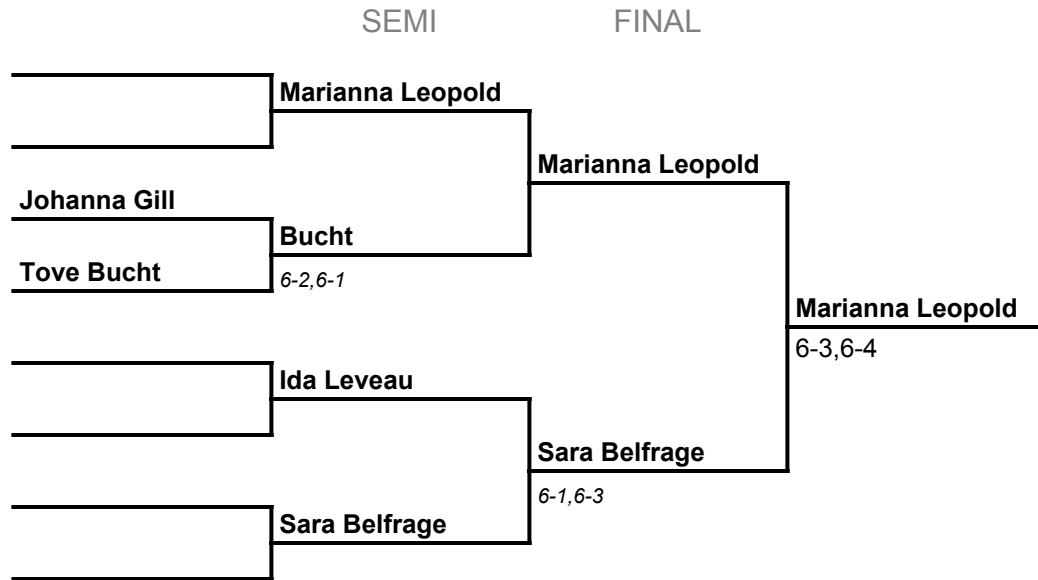 SEMI FINAL
Marianna Leopold
Marianna Leopold
Johanna Gill
Bucht
Tove Bucht
6-2,6-1
Marianna Leopold
6-3,6-4
Ida Leveau
Sara Belfrage
6-1,6-3
Sara Belfrage